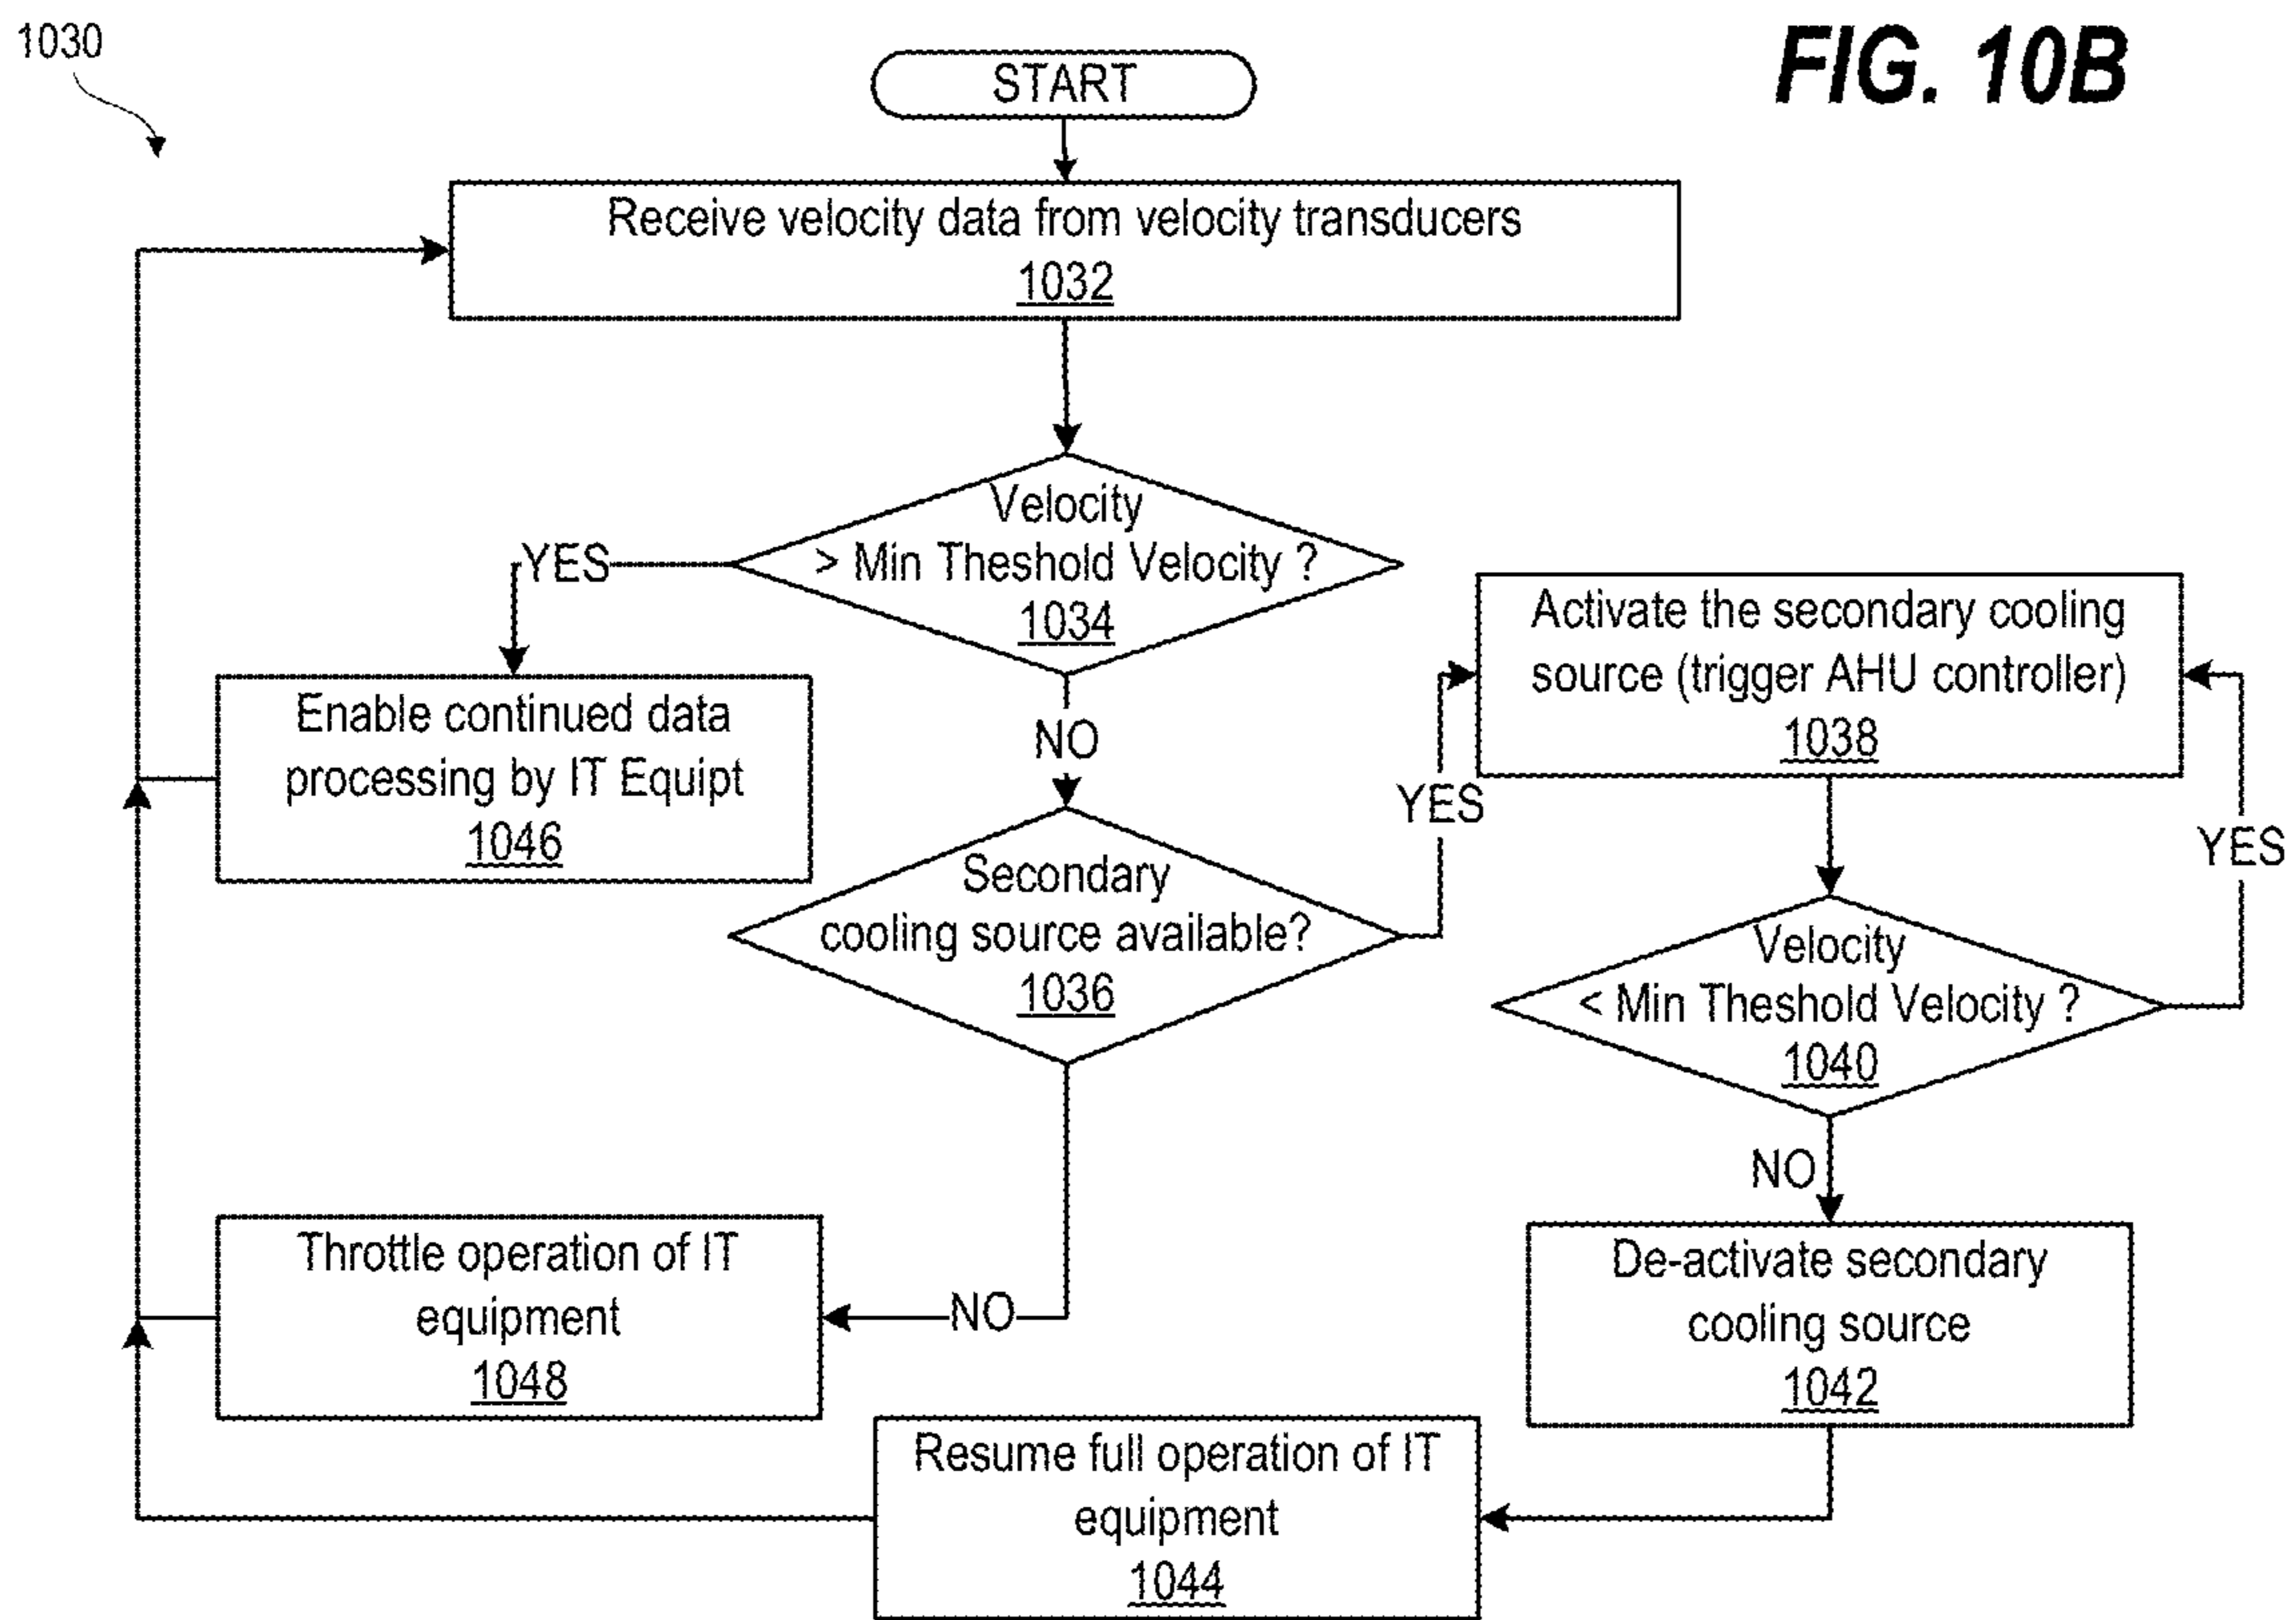 1030
FIG. 10B
START
Receive velocity data from velocity transducers
1032
Velocity
> Min Theshold Velocity ?
1034
YES
NO
Enable continued data
processing by IT Equipt
1046
Secondary
cooling source available?
1036
YES
NO
Activate the secondary cooling
source (trigger AHU controller)
1038
YES
Velocity
< Min Theshold Velocity ?
1040
NO
De-activate secondary
cooling source
1042
Throttle operation of IT
equipment
1048
Resume full operation of IT
equipment
1044